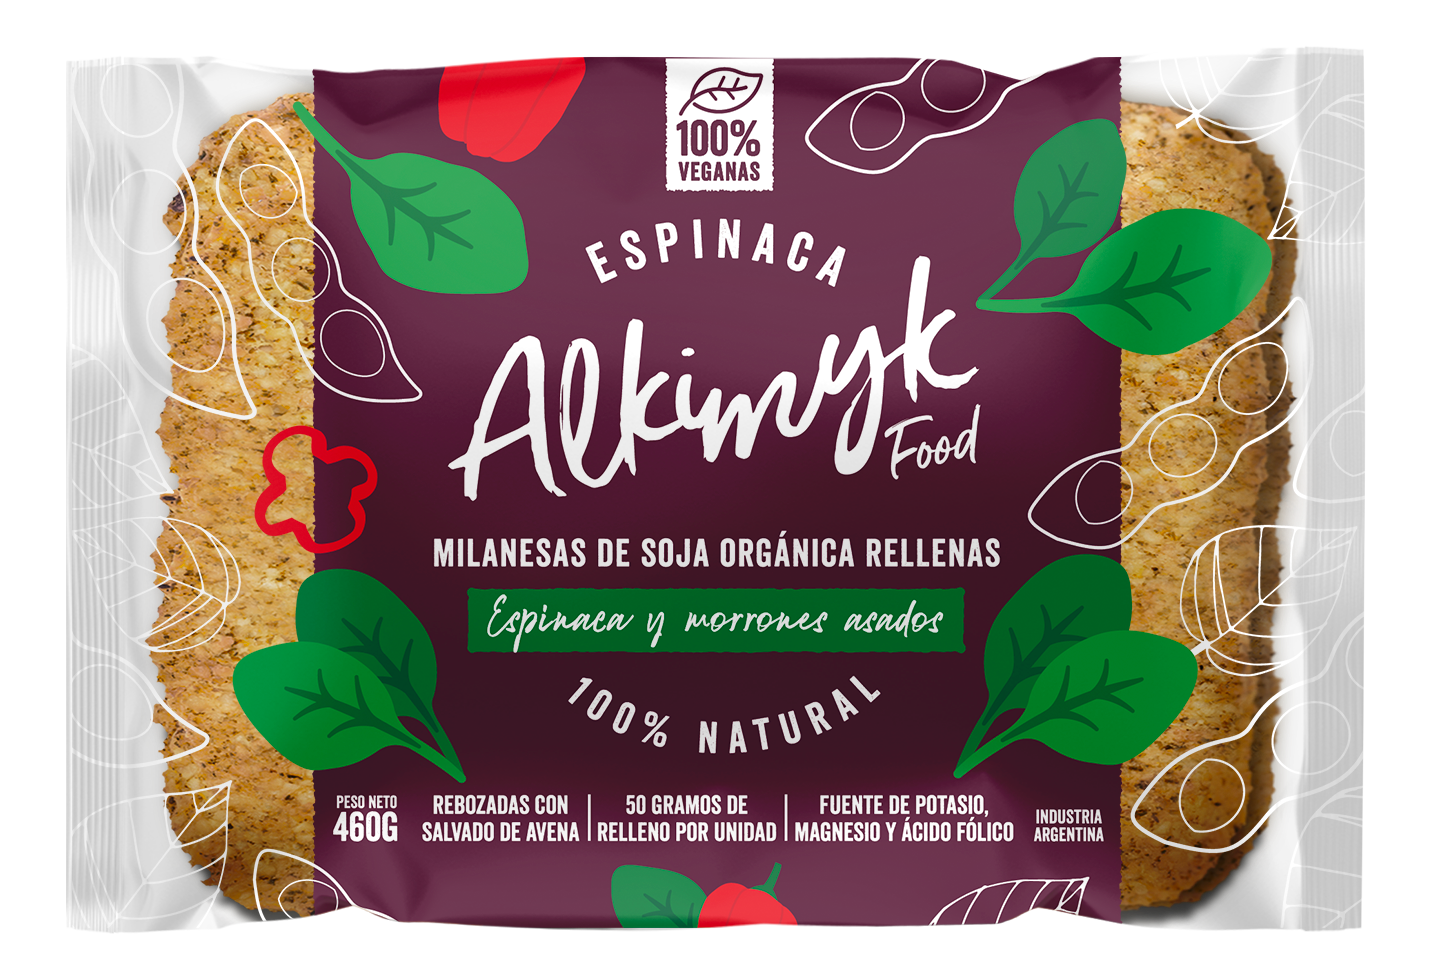 100%
VEGANAS
ESPINACA
Alkimyk
Food
MILANESAS DE SOJA ORGÁNICA RELLENAS
Espinaca y morrones asados
100% NATURAL
PESO NETO
460G
REBOZADAS CON
SALVADO DE AVENA
50 GRAMOS DE
RELLENO POR UNIDAD
FUENTE DE POTASIO,
MAGNESIO Y ÁCIDO FÓLICO
INDUSTRIA
ARGENTINA